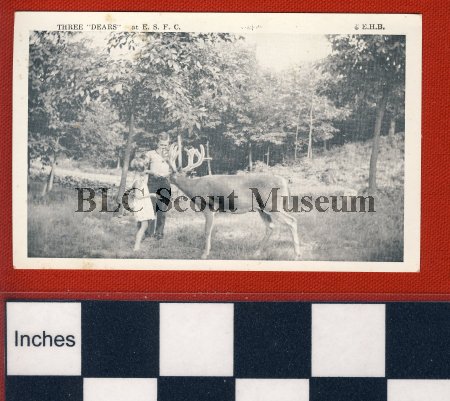 THREE "DEARS" - at E. S. F. C.
& E.H.B.
BLC Scout Museum
Inches